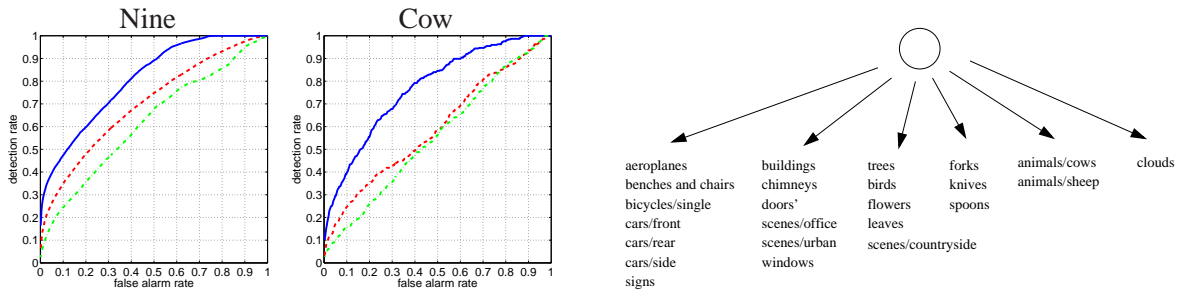 Nine
1
0.9
0.8
0.7
0.6
0.5
0.4
0.3
0.2
0.1
0
detection rate
0 0.1 0.2 0.3 0.4 0.5 0.6 0.7 0.8 0.9 1
false alarm rate
Cow
1
0.9
0.8
0.7
0.6
0.5
0.4
0.3
0.2
0.1
0
detection rate
0 0.1 0.2 0.3 0.4 0.5 0.6 0.7 0.8 0.9 1
false alarm rate
aeroplanes
benches and chairs
bicycles/single
cars/front
cars/rear
cars/side
signs
buildings
chimneys
doors'
scenes/office
scenes/urban
windows
trees
birds
flowers
leaves
scenes/countryside
forks
knives
spoons
animals/cows
animals/sheep
clouds